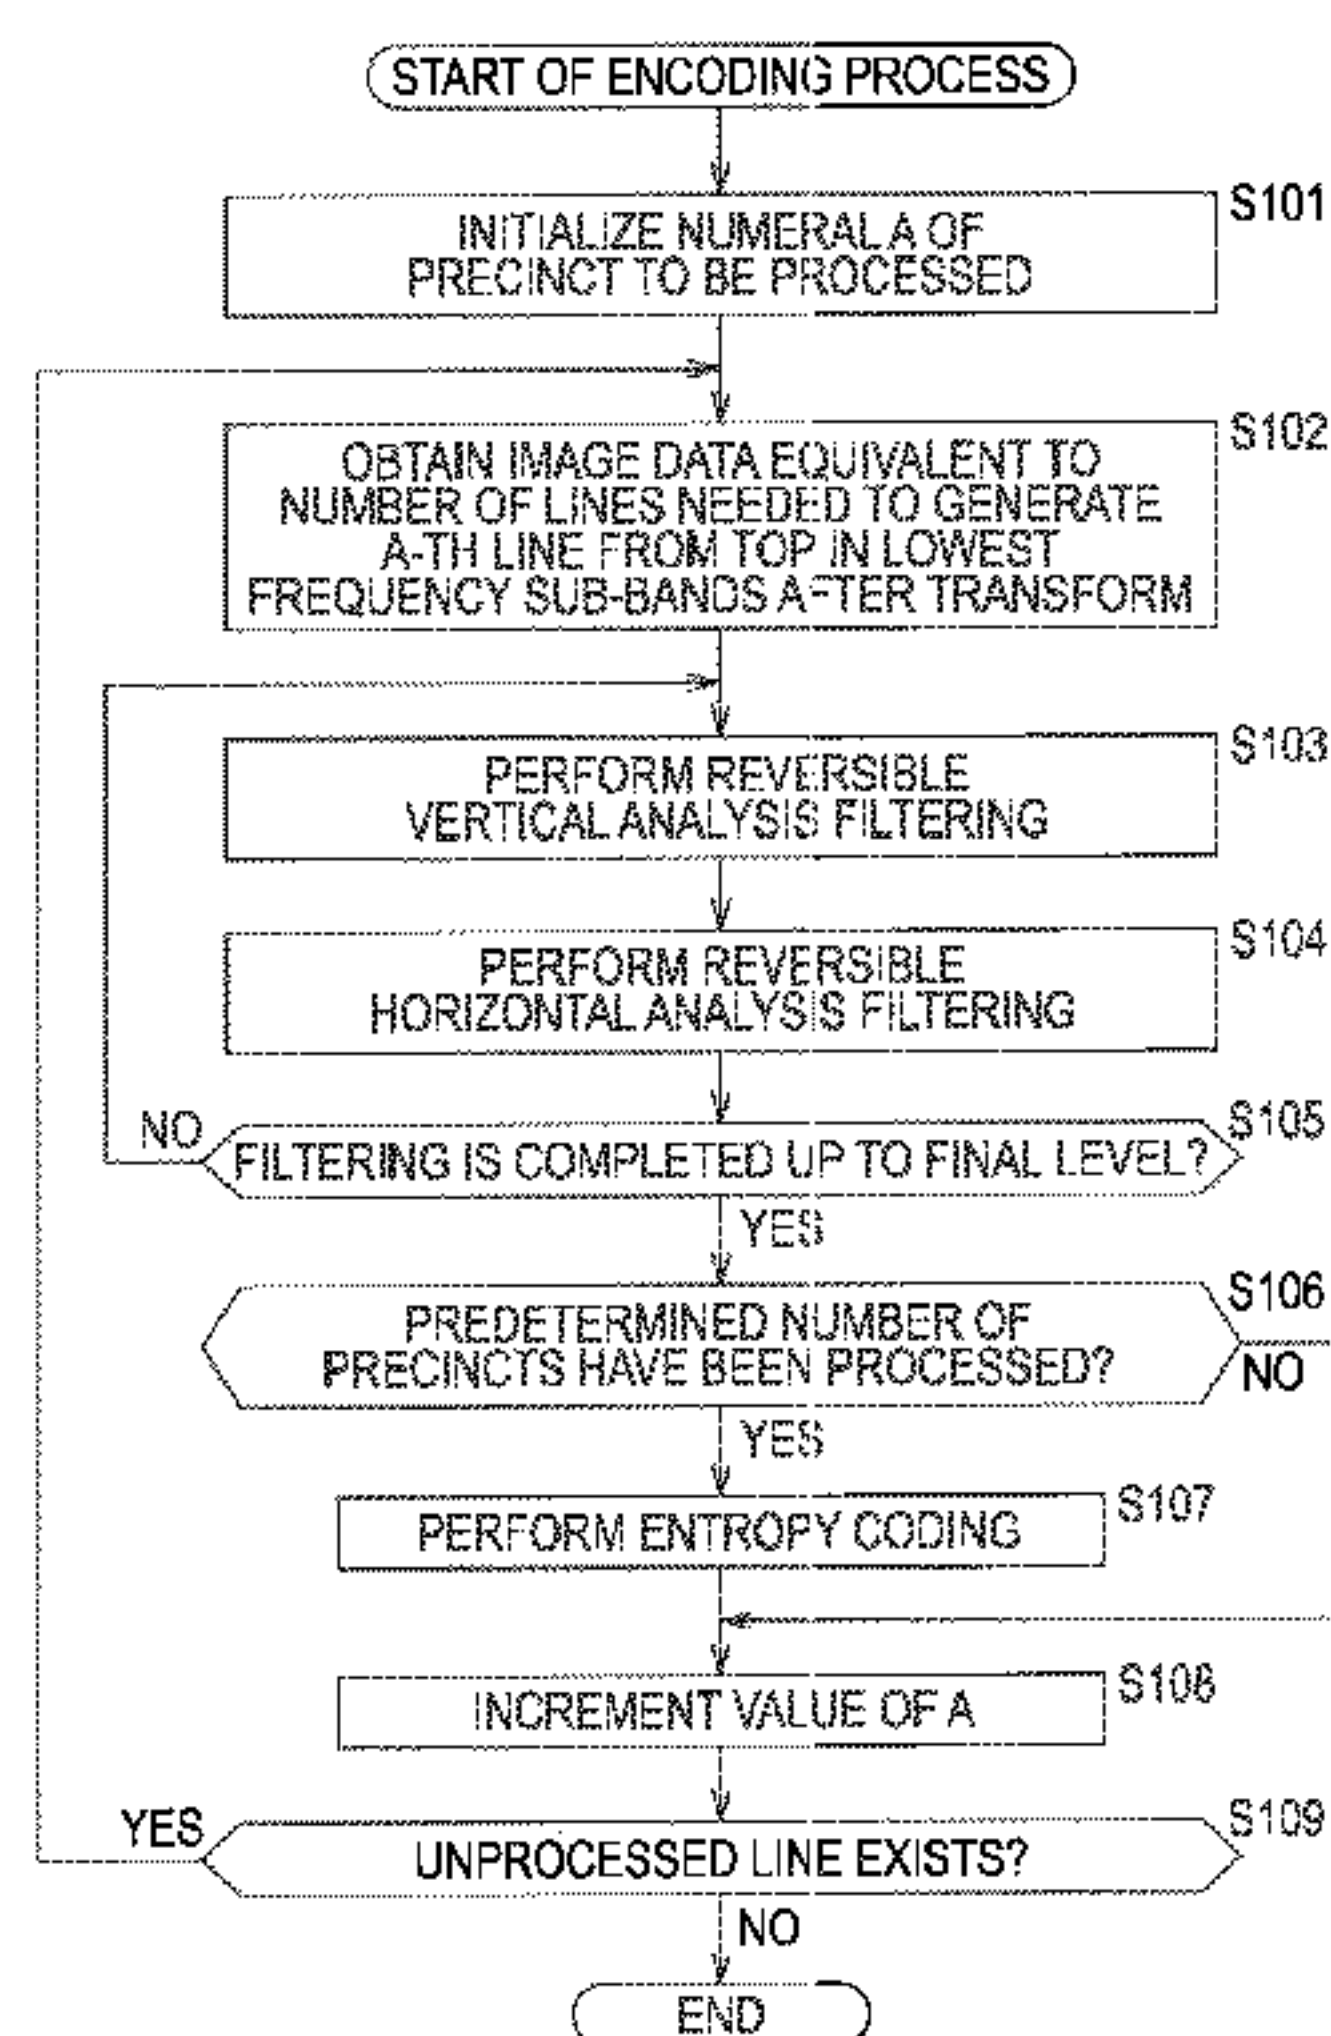 START OF ENCODING PROCESS
S101
INITIALIZE NUMERAL A OF
PRECINCT TO BE PROCESSED
S102
OBTAIN IMAGE DATA EQUIVALENT TO
NUMBER OF LINES NEEDED TO GENERATE
A-TH LINE FROM TOP IN LOWEST
FREQUENCY SUB-BANDS AFTER TRANSFORM
S103
PERFORM REVERSIBLE
VERTICAL ANALYSIS FILTERING
S104
PERFORM REVERSIBLE
HORIZONTAL ANALYSIS FILTERING
S105
NO
FILTERING IS COMPLETED UP TO FINAL LEVEL?
YES
S106
PREDETERMINED NUMBER OF
PRECINCTS HAVE BEEN PROCESSED?
NO
YES
S107
PERFORM ENTROPY CODING
S108
INCREMENT VALUE OF A
S109
YES
UNPROCESSED LINE EXISTS?
NO
END